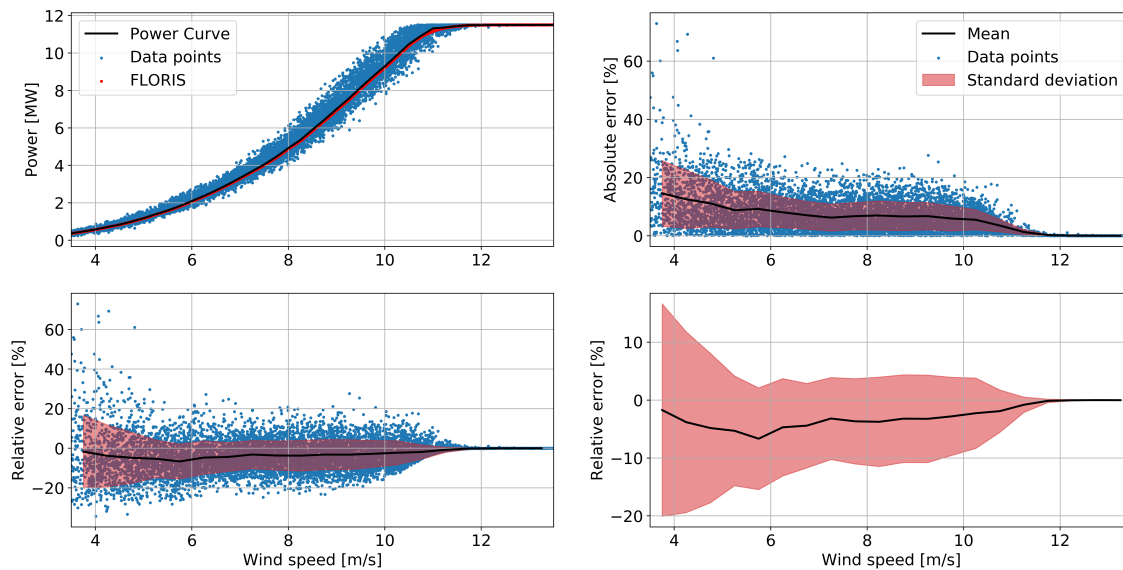 12
10
8
6
4
2
0
Power [MW]
Power Curve
Data points
FLORIS
4 6 8 10 12
60
40
20
0
Absolute error [%]
Mean
Data points
Standard deviation
4 6 8 10 12
60
40
20
0
−20
Relative error [%]
4 6 8 10 12
Wind speed [m/s]
10
0
−10
−20
Relative error [%]
4 6 8 10 12
Wind speed [m/s]